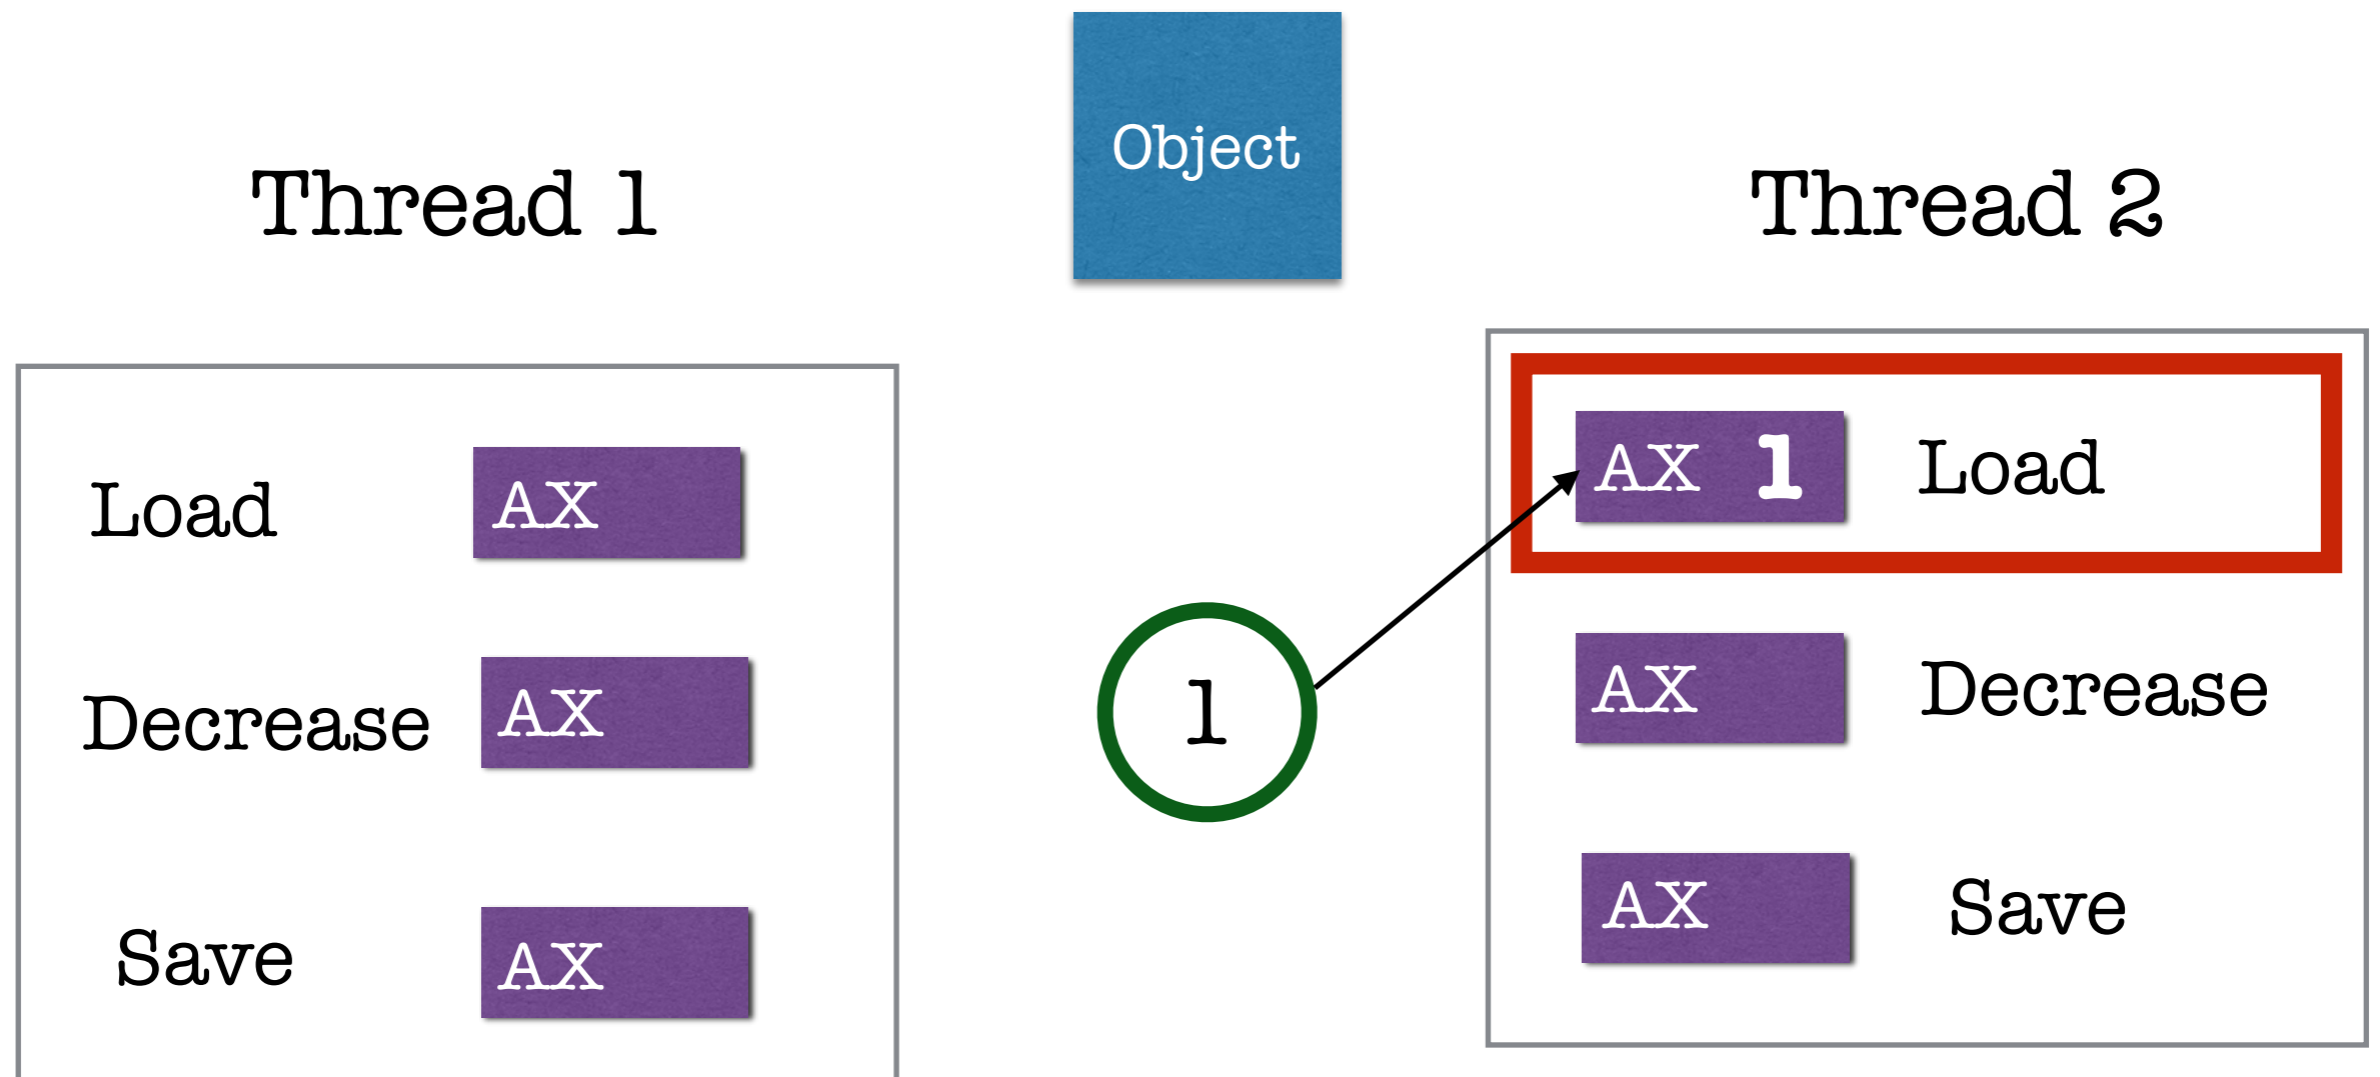 Object
Thread 1
Thread 2
Load AX
Decrease AX
Save AX
1
AX 1 Load
AX Decrease
AX Save